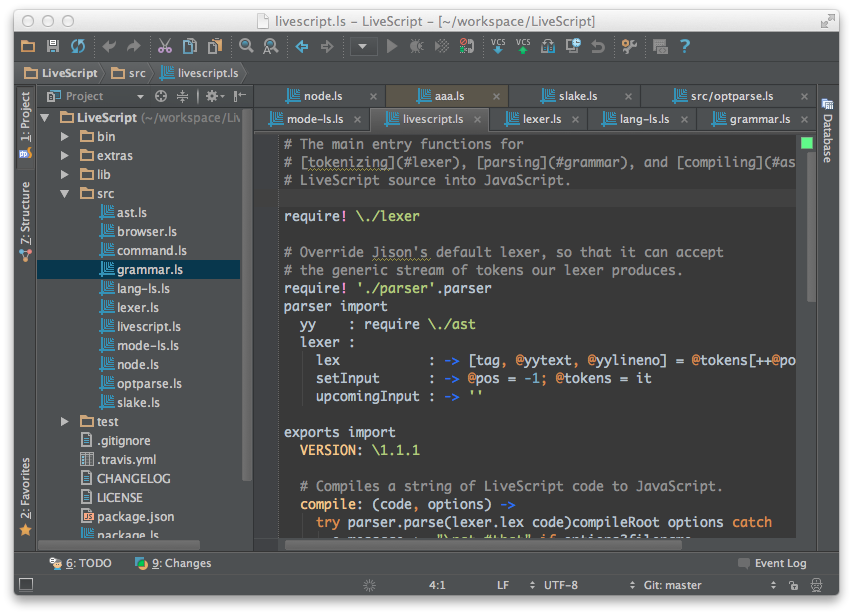 livescript.ls – LiveScript – [~/workspace/LiveScript]
VCS VCS ?
LiveScript src livescript.ls
1: Project
Z: Structure
2: Favorites
Project
LiveScript (~/workspace/Liv
bin
extras
lib
src
ast.ls
browser.ls
command.ls
grammar.ls
lang-ls.ls
lexer.ls
livescript.ls
mode-ls.ls
node.ls
optparse.ls
slake.ls
test
.gitignore
.travis.yml
CHANGELOG
LICENSE
package.json
package.ls
node.ls aaa.ls slake.ls src/optparse.ls
mode-ls.ls livescript.ls lexer.ls lang-ls.ls grammar.ls
# The main entry functions for
# [tokenizing](#lexer), [parsing](#grammar), and [compiling](#as
# LiveScript source into JavaScript.
require! \./lexer
# Override Jison's default lexer, so that it can accept
# the generic stream of tokens our lexer produces.
require! './parser'.parser
parser import
yy : require \./ast
lexer :
lex : -> [tag, @yytext, @yylineno] = @tokens[++@po
setInput : -> @pos = -1; @tokens = it
upcomingInput : -> ''
exports import
VERSION: \1.1.1
# Compiles a string of LiveScript code to JavaScript.
compile: (code, options) ->
try parser.parse(lexer.lex code)compileRoot options catch
Database
6: TODO 9: Changes Event Log
4:1 LF UTF-8 Git: master